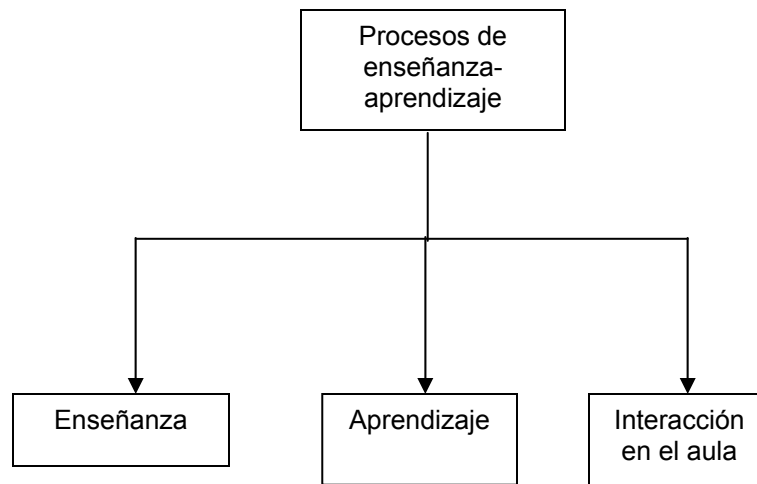 Procesos de
enseñanza-
aprendizaje
Enseñanza
Aprendizaje
Interacción
en el aula